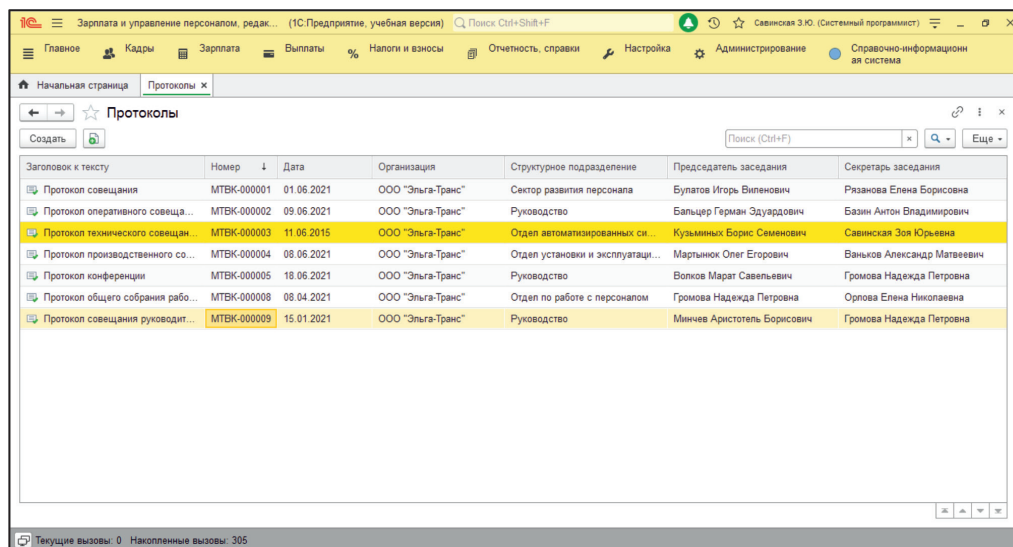 1С Зарплата и управление персоналом, редак... (1С:Предприятие, учебная версия) Поиск Ctrl+Shift+F Савинская З.Ю. (Системный программист)
Главное Кадры Зарплата Выплаты % Налоги и взносы Отчетность, справки Настройка Администрирование Справочно-информационн
ая система
Начальная страница Протоколы ×
Протоколы
Создать Поиск (Ctrl+F) × Еще
Заголовок к тексту Номер ↓ Дата Организация Структурное подразделение Председатель заседания Секретарь заседания
Протокол совещания МТВК-000001 01.06.2021 ООО "Эльга-Транс" Сектор развития персонала Булатов Игорь Виленович Рязанова Елена Борисовна
Протокол оперативного совеща... МТВК-000002 09.06.2021 ООО "Эльга-Транс" Руководство Бальцер Герман Эдуардович Базин Антон Владимирович
Протокол технического совещан... МТВК-000003 11.06.2015 ООО "Эльга-Транс" Отдел автоматизированных си... Кузьминых Борис Семенович Савинская Зоя Юрьевна
Протокол производственного со... МТВК-000004 08.06.2021 ООО "Эльга-Транс" Отдел установки и эксплуатаци... Мартынюк Олег Егорович Ваньков Александр Матвеевич
Протокол конференции МТВК-000005 18.06.2021 ООО "Эльга-Транс" Руководство Волков Марат Савельевич Громова Надежда Петровна
Протокол общего собрания рабо... МТВК-000008 08.04.2021 ООО "Эльга-Транс" Отдел по работе с персоналом Громова Надежда Петровна Орлова Елена Николаевна
Протокол совещания руководит... МТВК-000009 15.01.2021 ООО "Эльга-Транс" Руководство Минчев Аристотель Борисович Громова Надежда Петровна
Текущие вызовы: 0 Накопленные вызовы: 305